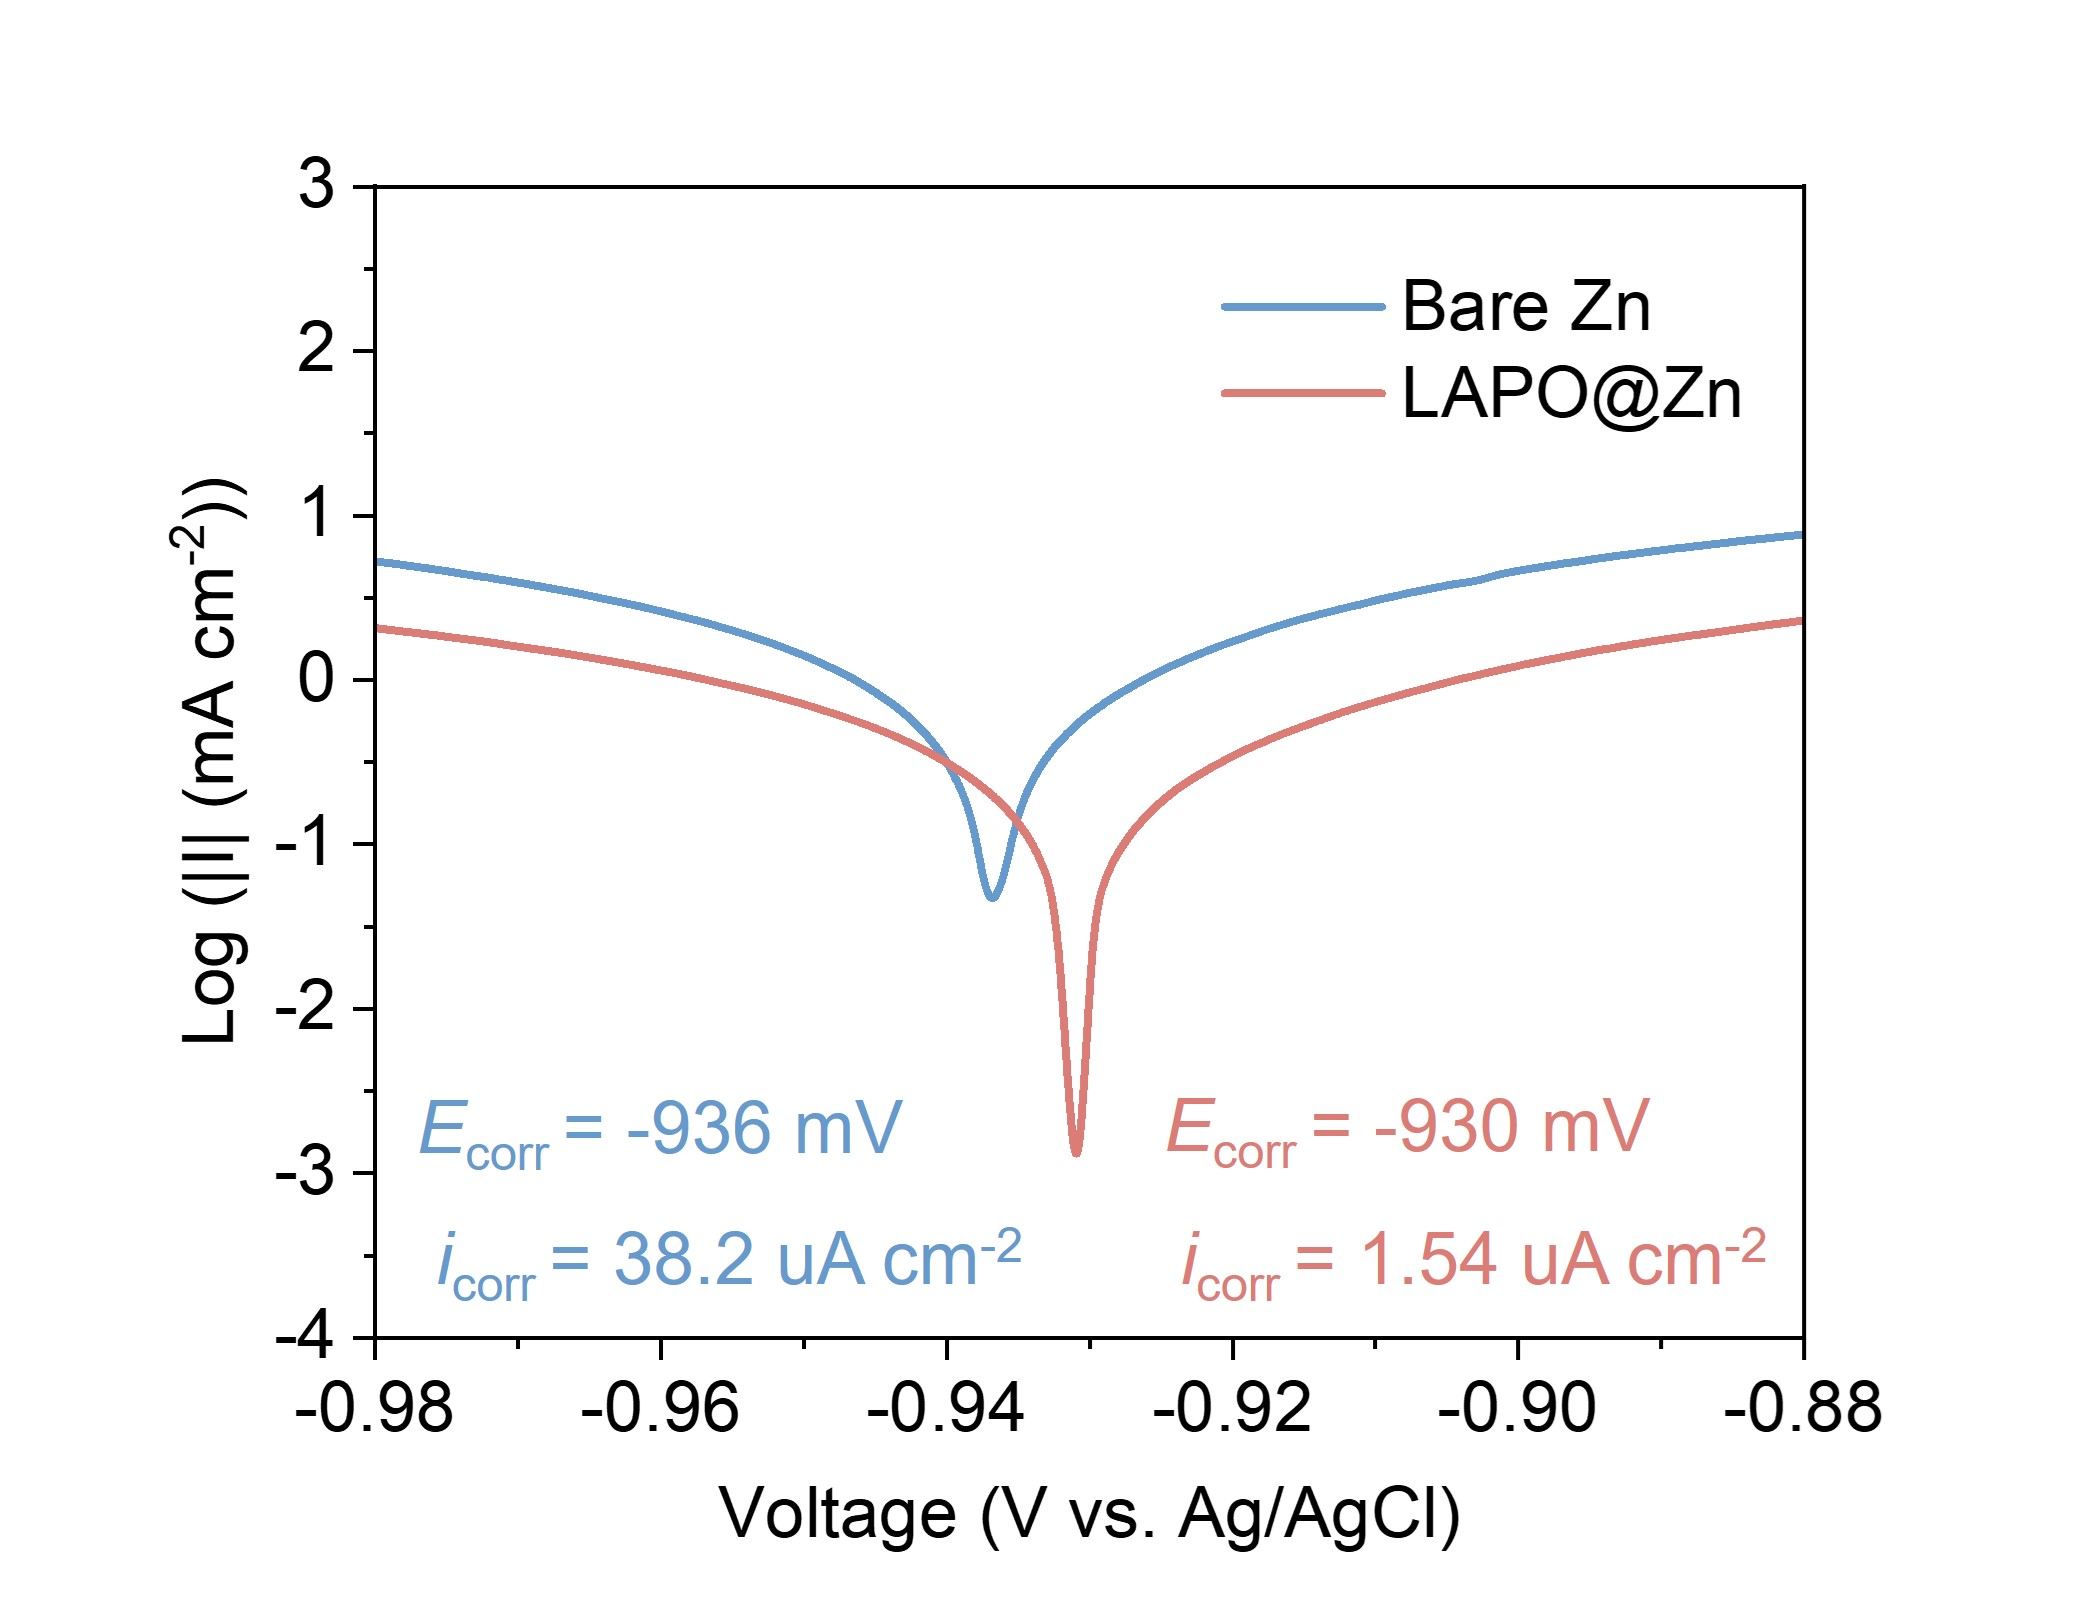 3
2
1
0
-1
-2
-3
-4
Log (|I| (mA cm-2))
Bare Zn
LAPO@Zn
Ecorr = -936 mV
icorr = 38.2 uA cm-2
Ecorr = -930 mV
icorr = 1.54 uA cm-2
-0.98 -0.96 -0.94 -0.92 -0.90 -0.88
Voltage (V vs. Ag/AgCl)